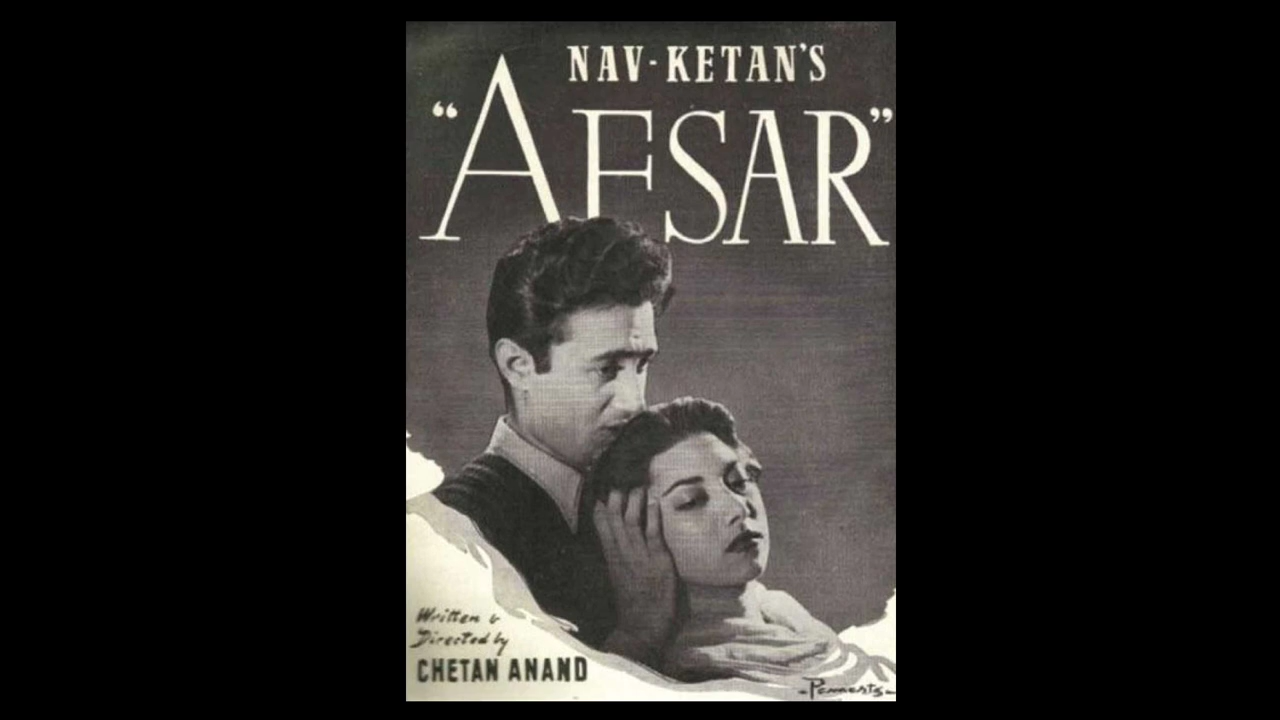 NAV-KETAN'S
“AFSAR”
Written &
Directed by
CHETAN ANAND